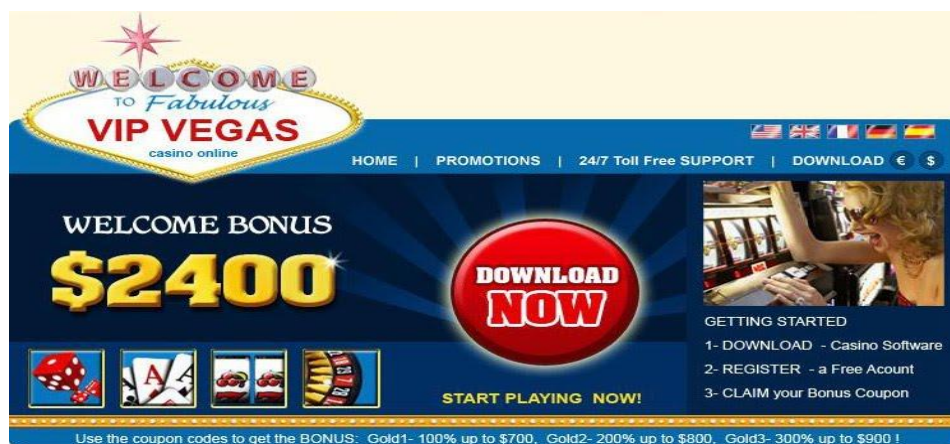 WELCOME
TO Fabulous
VIP VEGAS
casino online
HOME | PROMOTIONS | 24/7 Toll Free SUPPORT | DOWNLOAD € $
WELCOME BONUS
$2400
DOWNLOAD
NOW
START PLAYING NOW!
A
GETTING STARTED
1- DOWNLOAD - Casino Software
2- REGISTER - a Free Acount
3- CLAIM your Bonus Coupon
Use the coupon codes to get the BONUS: Gold1- 100% up to $700, Gold2- 200% up to $800, Gold3- 300% up to $900 !